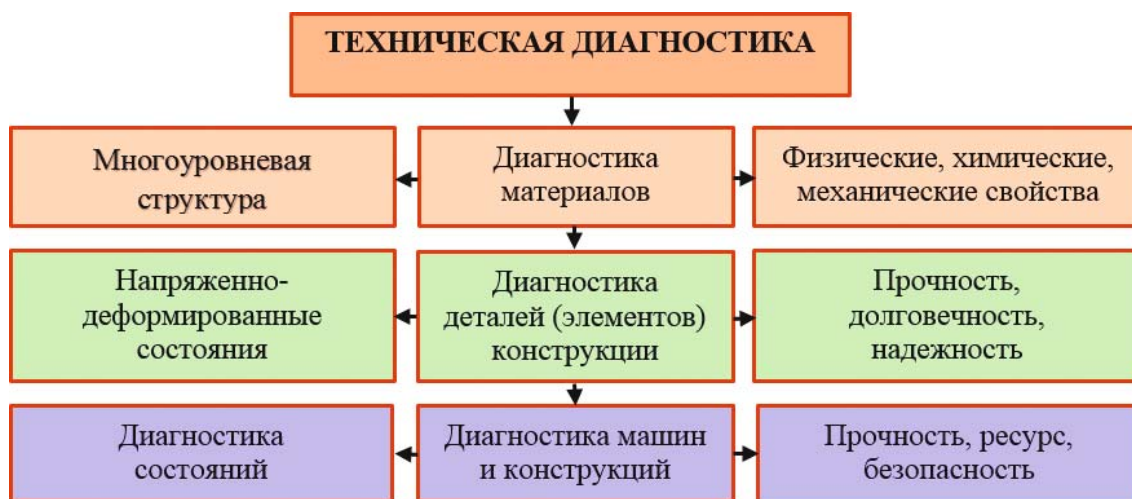 ТЕХНИЧЕСКАЯ ДИАГНОСТИКА
Многоуровневая
структура
Диагностика
материалов
Физические, химические,
механические свойства
Напряженно-
деформированные
состояния
Диагностика
деталей (элементов)
конструкции
Прочность,
долговечность,
надежность
Диагностика
состояний
Диагностика машин
и конструкций
Прочность, ресурс,
безопасность